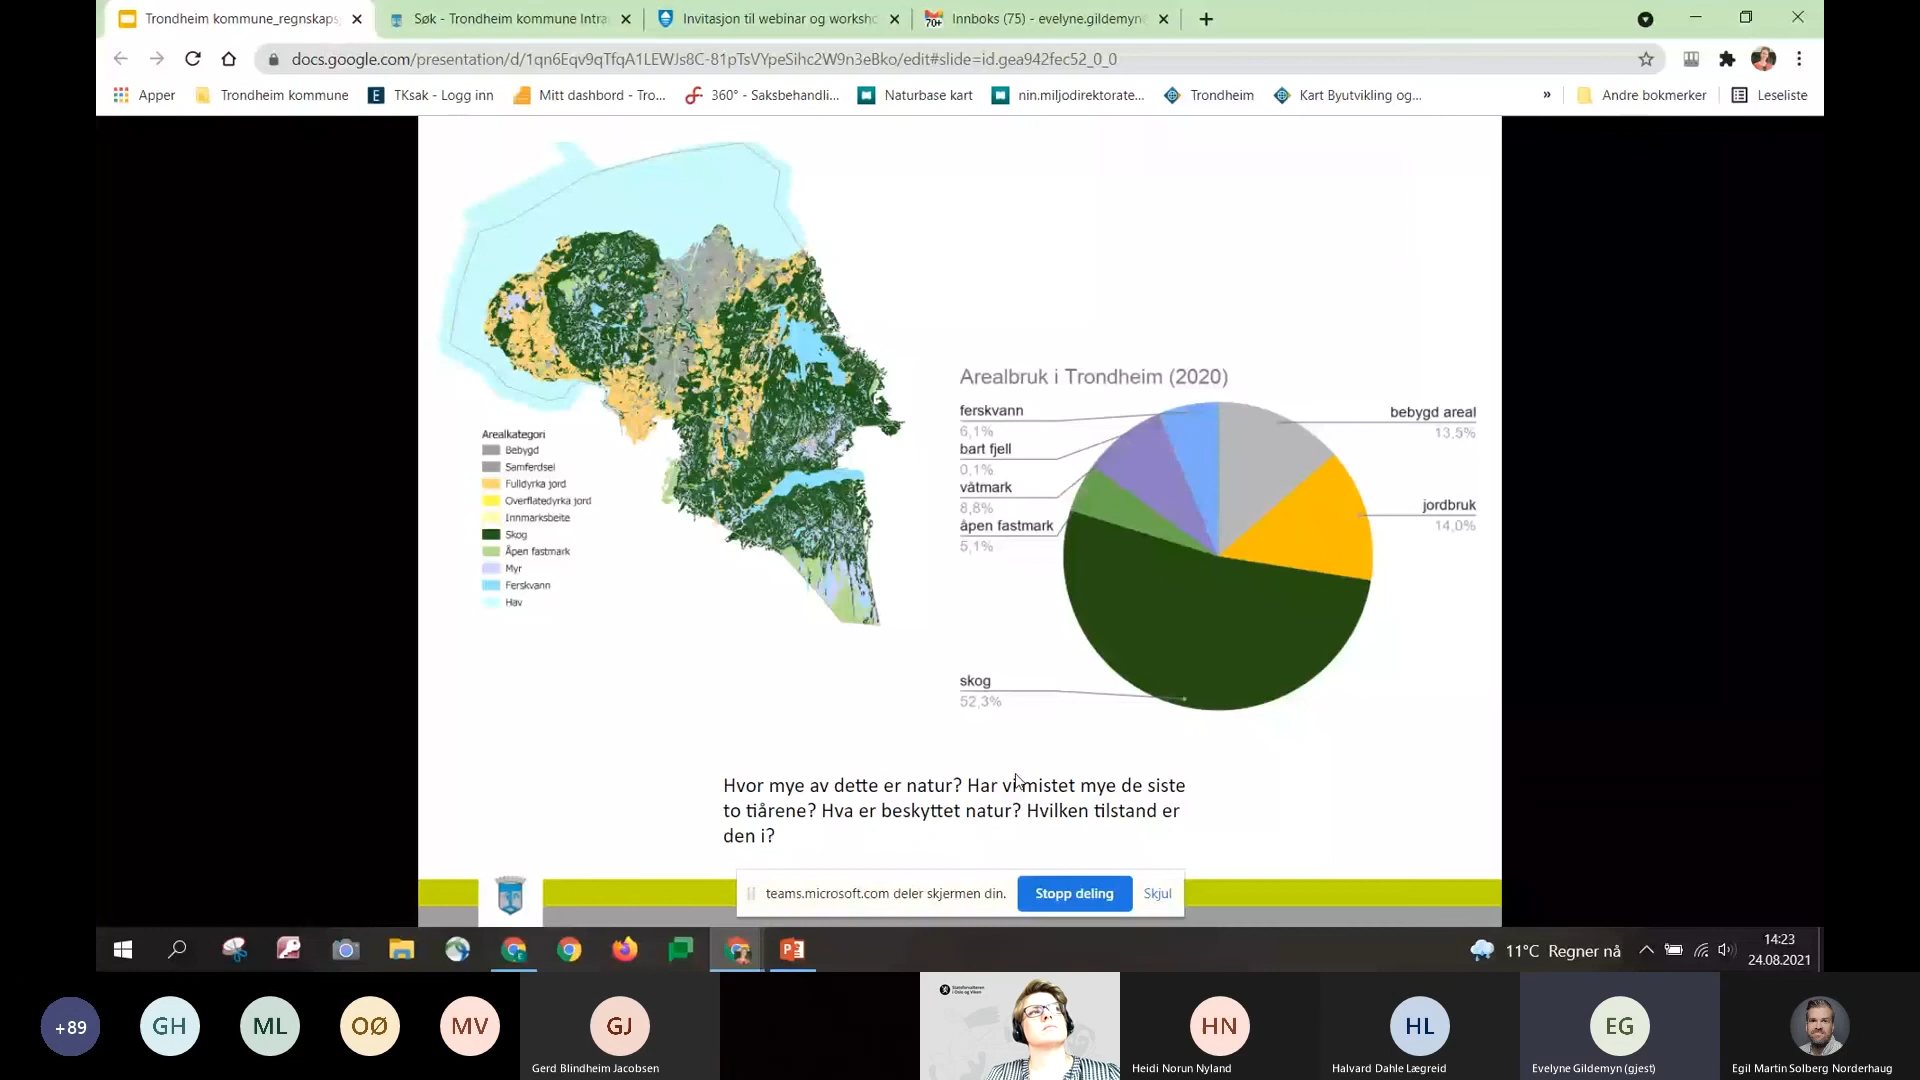 Trondheim kommune_regnskaps
Søk - Trondheim kommune Intra
Invitasjon til webinar og worksho
70+
Innboks (75) - evelyne.gildemyn
docs.google.com/presentation/d/1qn6Eqv9qTfqA1LEWJs8C-81pTsVYpeSihc2W9n3eBko/edit#slide=id.gea942fec52_0_0
Apper
Trondheim kommune
TKsak - Logg inn
Mitt dashbord - Tro...
360° - Saksbehandli...
Naturbase kart
nin.miljodirektorate...
Trondheim
Kart Byutvikling og...
»
Andre bokmerker
Leseliste
Arealkategori
Bebygd
Samferdsel
Fulldyrka jord
Overflatedyrka jord
Innmarksbeite
Skog
Åpen fastmark
Myr
Ferskvann
Hav
Arealbruk i Trondheim (2020)
ferskvann
6,1%
bart fjell
0,1%
våtmark
8,8%
åpen fastmark
5,1%
skog
52,3%
bebygd areal
13,5%
jordbruk
14,0%
Hvor mye av dette er natur? Har vi mistet mye de siste
to tiårene? Hva er beskyttet natur? Hvilken tilstand er
den i?
teams.microsoft.com deler skjermen din.
Stopp deling
Skjul
11°C Regner nå
14:23
24.08.2021
+89
GH
ML
OØ
MV
GJ
Gerd Blindheim Jacobsen
Statsforvalteren
i Oslo og Viken
HN
Heidi Norun Nyland
HL
Halvard Dahle Lægreid
EG
Evelyne Gildemyn (gjest)
Egil Martin Solberg Norderhaug